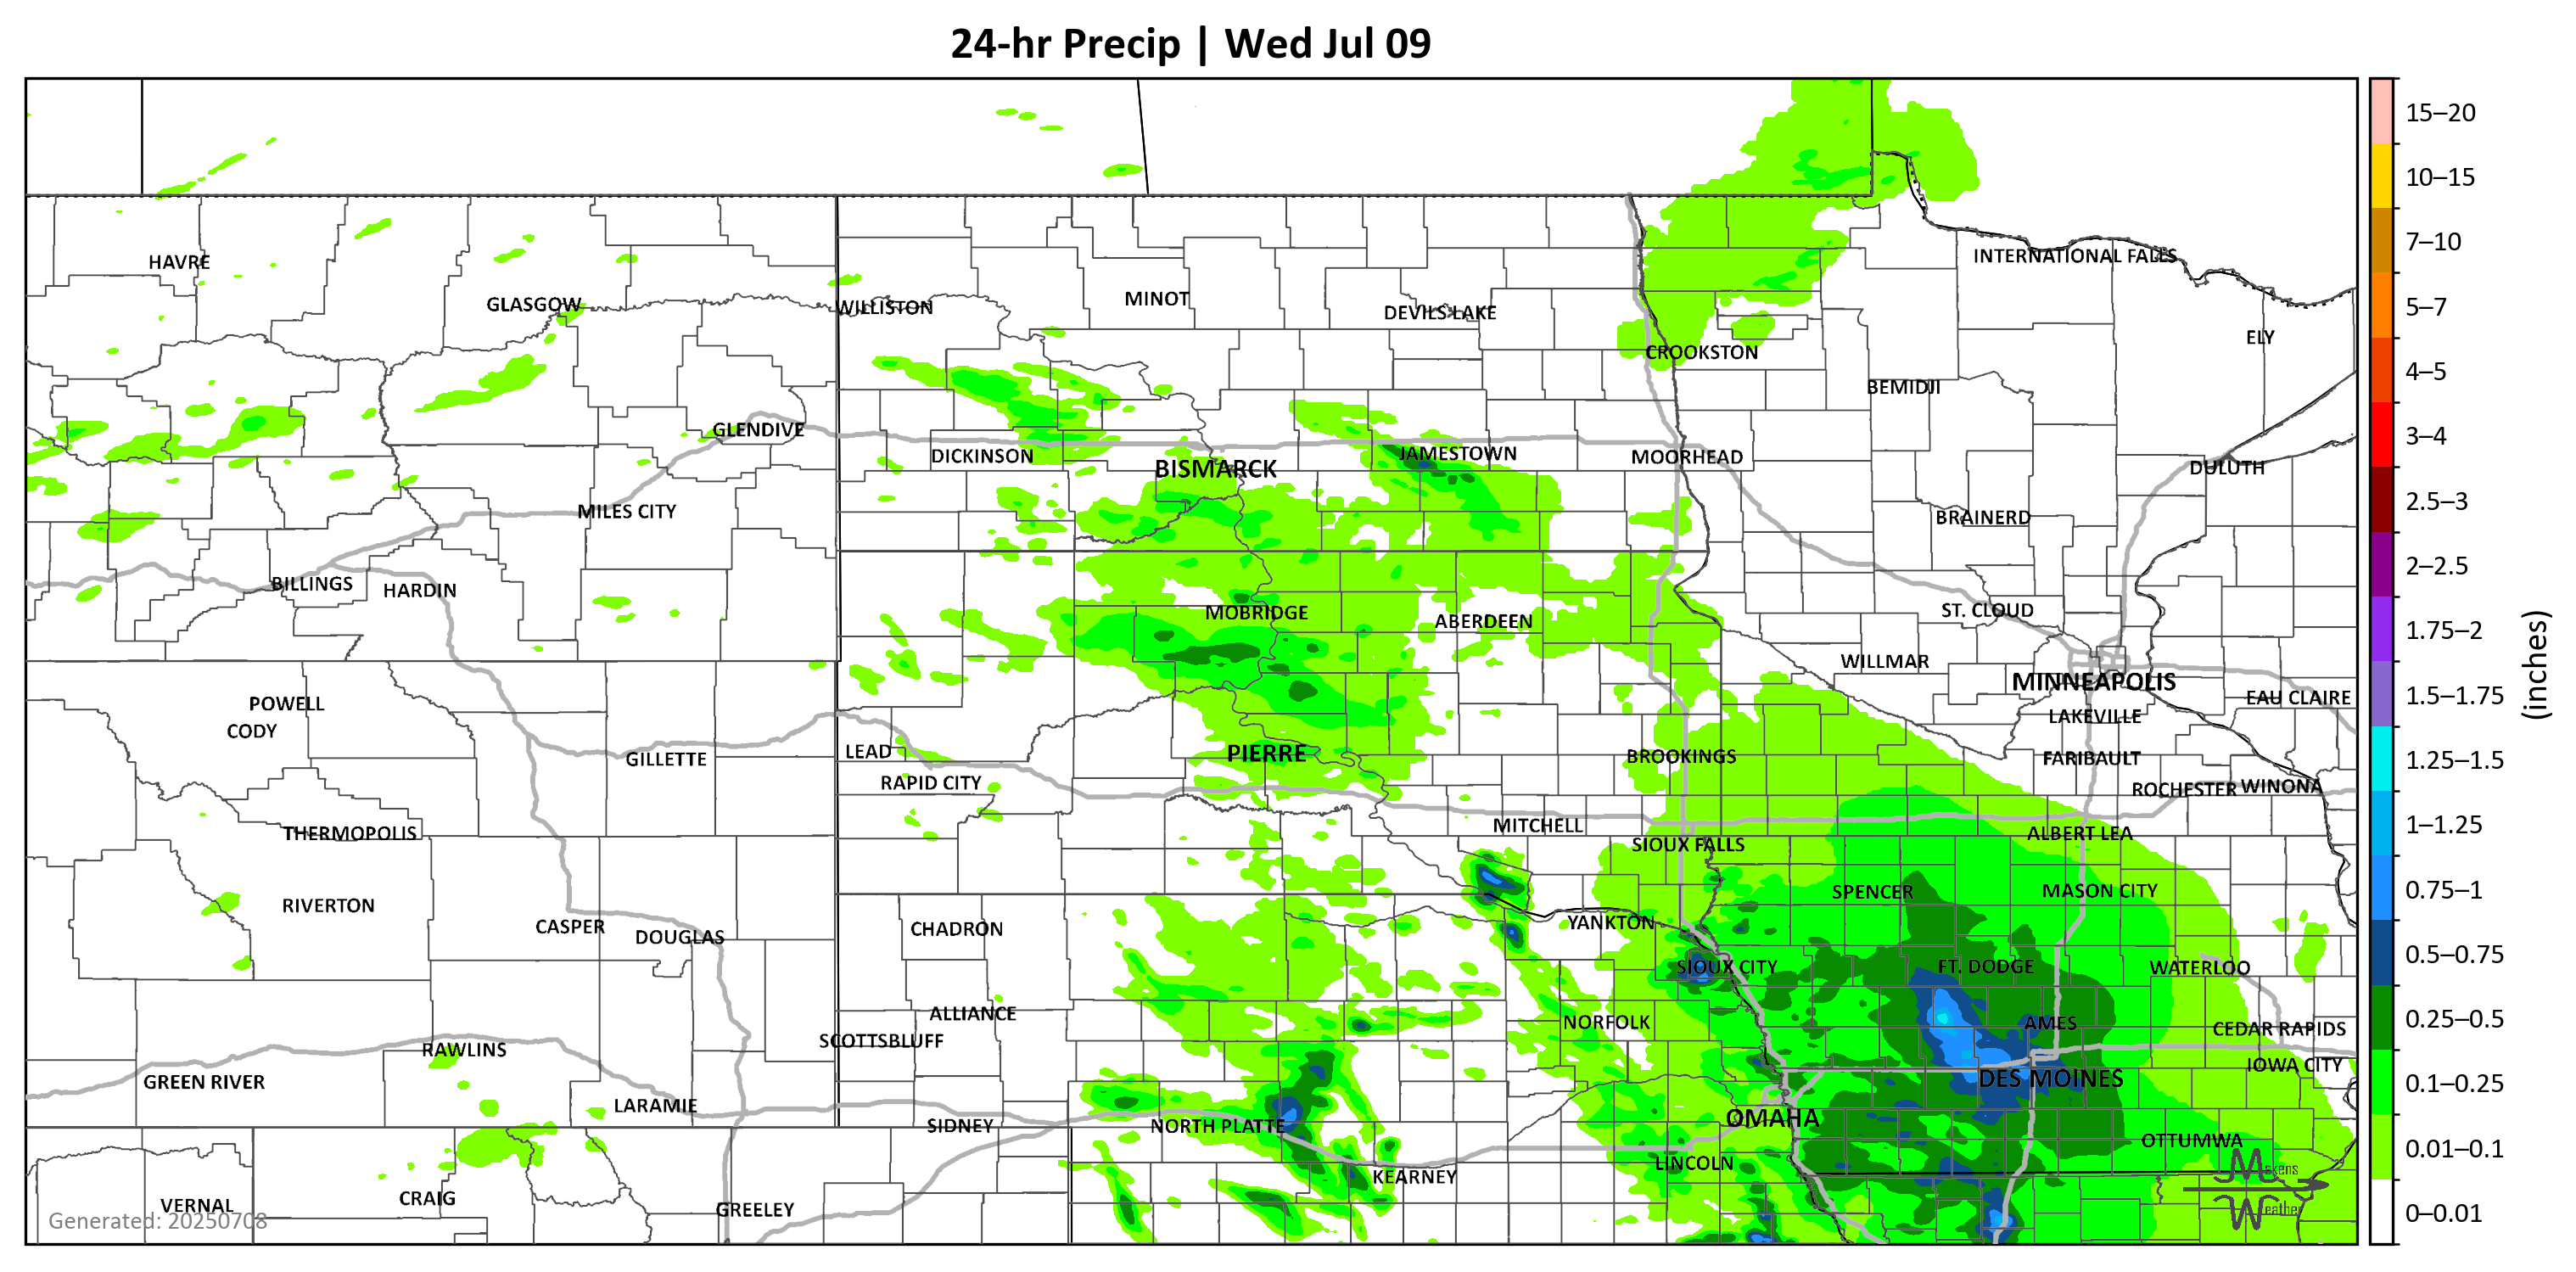 24-hr Precip | Wed Jul 09
15–20
10–15
7–10
5–7
4–5
3–4
2.5–3
2–2.5
1.75–2
1.5–1.75
1.25–1.5
1–1.25
0.75–1
0.5–0.75
0.25–0.5
0.1–0.25
0.01–0.1
0–0.01
(inches)
HAVRE
INTERNATIONAL FALLS
GLASGOW
WILLISTON
MINOT
DEVILS LAKE
ELY
CROOKSTON
BEMIDJI
GLENDIVE
DICKINSON
BISMARCK
JAMESTOWN
MOORHEAD
DULUTH
MILES CITY
BRAINERD
BILLINGS
HARDIN
MOBRIDGE
ABERDEEN
ST. CLOUD
WILLMAR
MINNEAPOLIS
EAU CLAIRE
POWELL
CODY
LAKEVILLE
GILLETTE
LEAD
PIERRE
BROOKINGS
FARIBAULT
RAPID CITY
ROCHESTER
WINONA
THERMOPOLIS
MITCHELL
SIOUX FALLS
ALBERT LEA
RIVERTON
SPENCER
MASON CITY
CASPER
DOUGLAS
CHADRON
YANKTON
SIOUX CITY
FT. DODGE
WATERLOO
ALLIANCE
NORFOLK
AMES
CEDAR RAPIDS
SCOTTSBLUFF
RAWLINS
IOWA CITY
GREEN RIVER
DES MOINES
LARAMIE
SIDNEY
NORTH PLATTE
OMAHA
OTTUMWA
LINCOLN
KEARNEY
Makens
Weather
VERNAL
CRAIG
GREELEY
Generated: 20250708